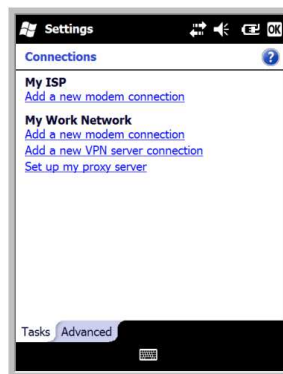 Settings
OK
Connections
?
My ISP
Add a new modem connection
My Work Network
Add a new modem connection
Add a new VPN server connection
Set up my proxy server
Tasks Advanced